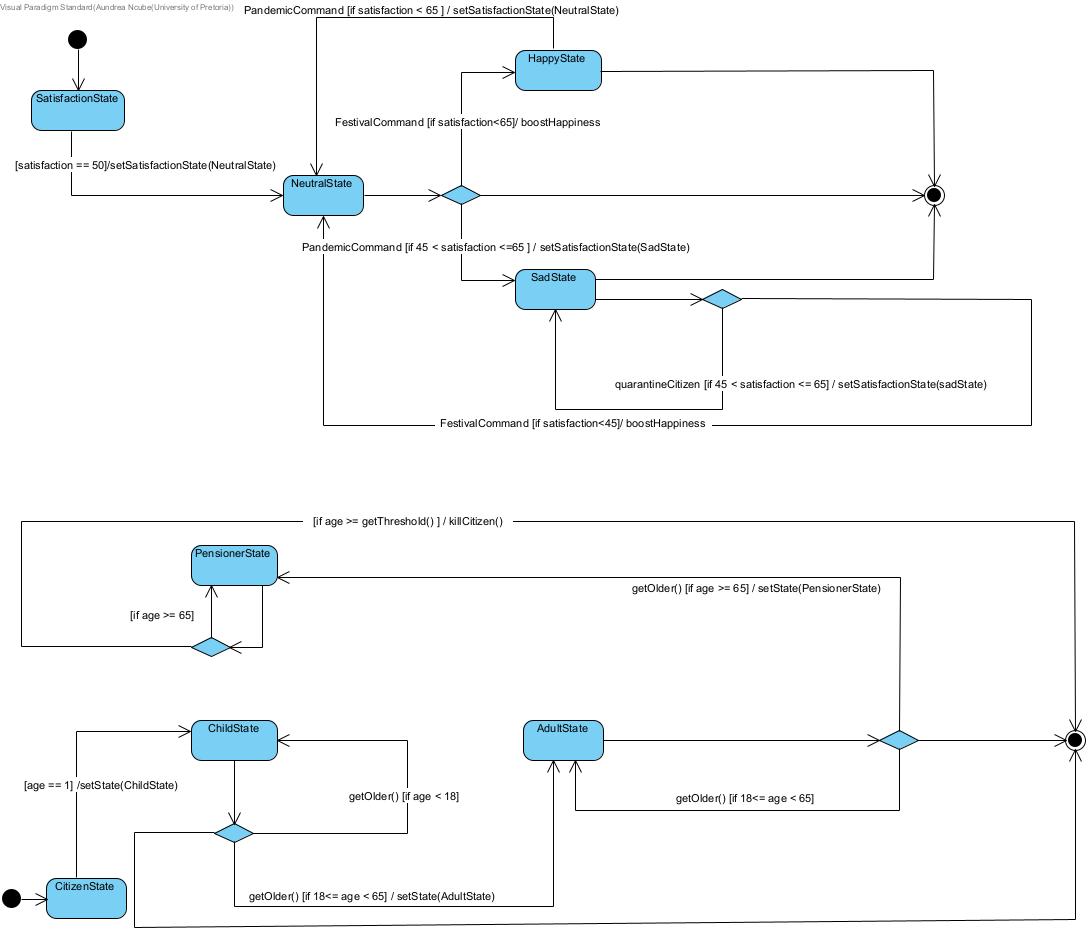 Visual Paradigm Standard(Aundrea Ncube(University of Pretoria))
PandemicCommand [if satisfaction < 65 ] / setSatisfactionState(NeutralState)
HappyState
SatisfactionState
FestivalCommand [if satisfaction<65]/ boostHappiness
[satisfaction == 50]/setSatisfactionState(NeutralState)
NeutralState
PandemicCommand [if 45 < satisfaction <=65 ] / setSatisfactionState(SadState)
SadState
quarantineCitizen [if 45 < satisfaction <= 65] / setSatisfactionState(sadState)
FestivalCommand [if satisfaction<45]/ boostHappiness
[if age >= getThreshold() ] / killCitizen()
PensionerState
getOlder() [if age >= 65] / setState(PensionerState)
[if age >= 65]
ChildState
AdultState
[age == 1] /setState(ChildState)
getOlder() [if age < 18]
getOlder() [if 18<= age < 65]
CitizenState
getOlder() [if 18<= age < 65] / setState(AdultState)